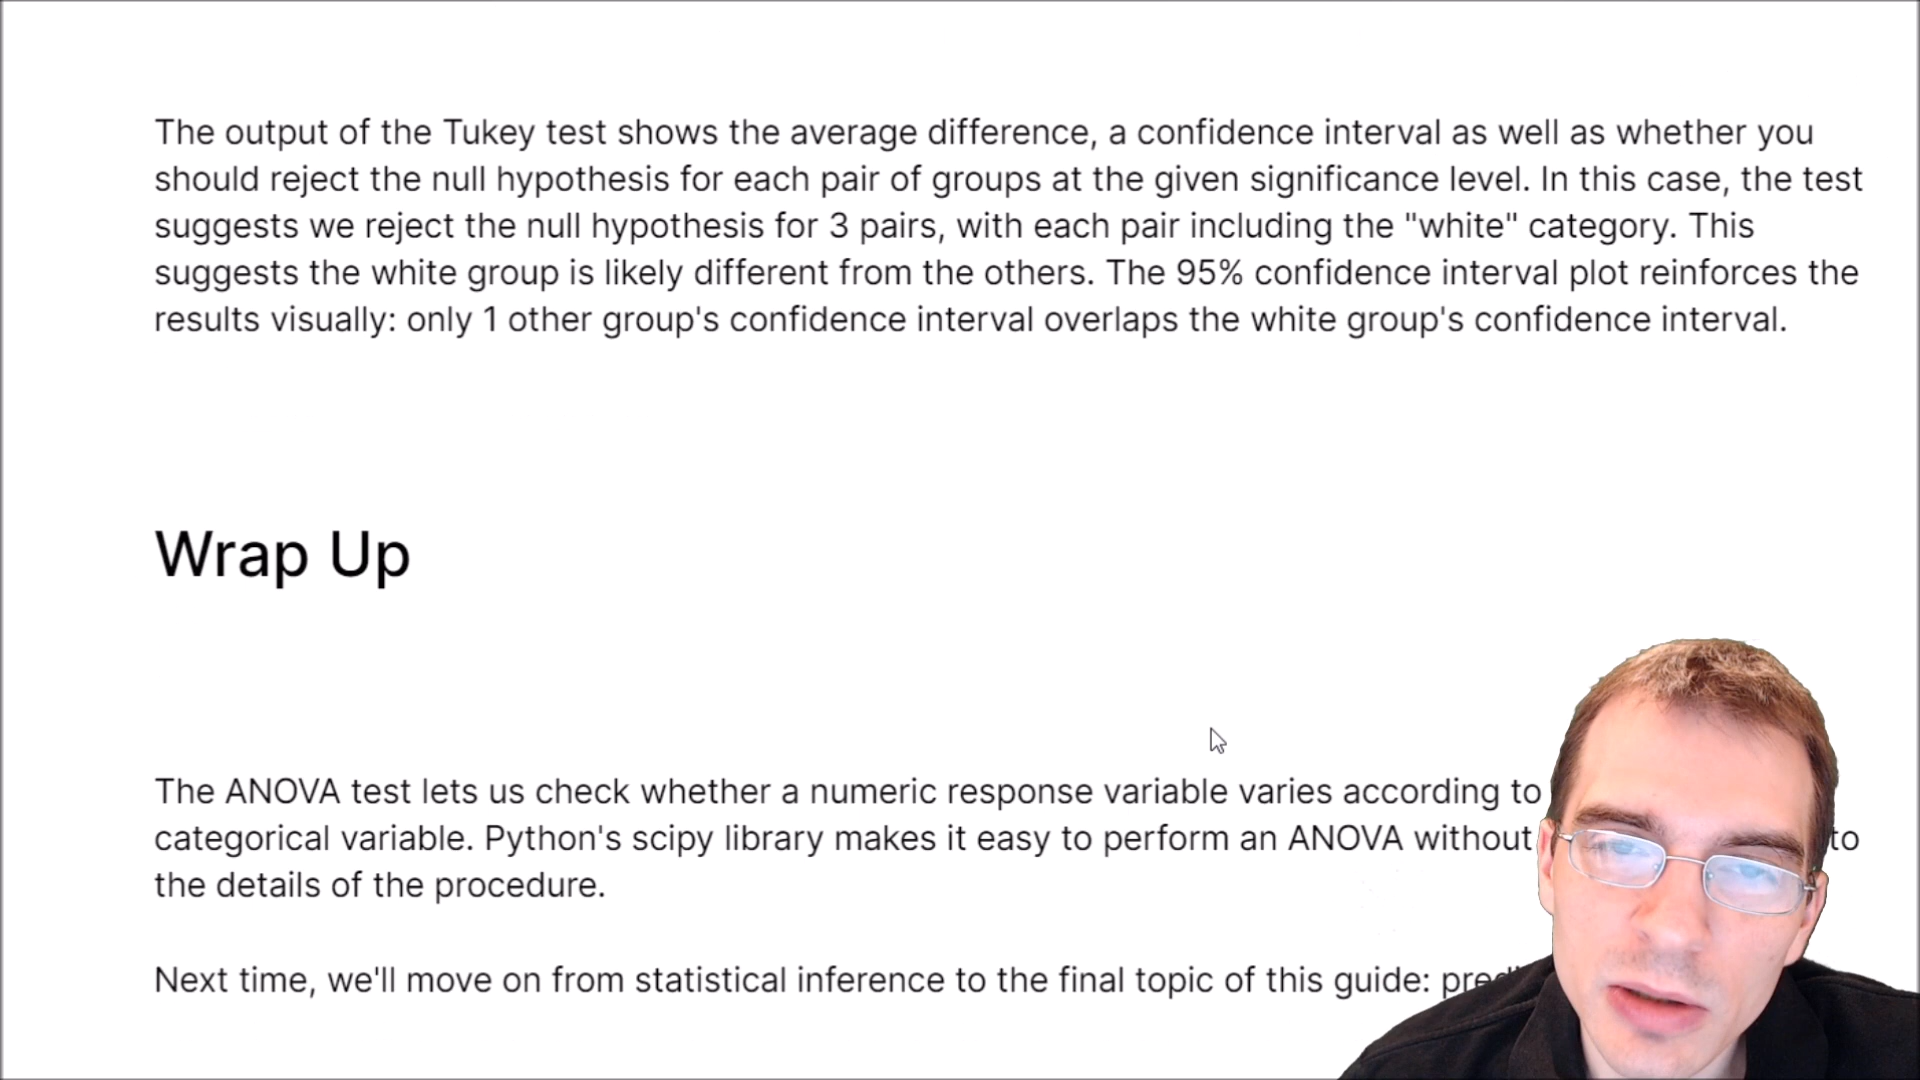 The output of the Tukey test shows the average difference, a confidence interval as well as whether you
should reject the null hypothesis for each pair of groups at the given significance level. In this case, the test
suggests we reject the null hypothesis for 3 pairs, with each pair including the "white" category. This
suggests the white group is likely different from the others. The 95% confidence interval plot reinforces the
results visually: only 1 other group's confidence interval overlaps the white group's confidence interval.
Wrap Up
The ANOVA test lets us check whether a numeric response variable varies according to
categorical variable. Python's scipy library makes it easy to perform an ANOVA without to
the details of the procedure.
Next time, we'll move on from statistical inference to the final topic of this guide: